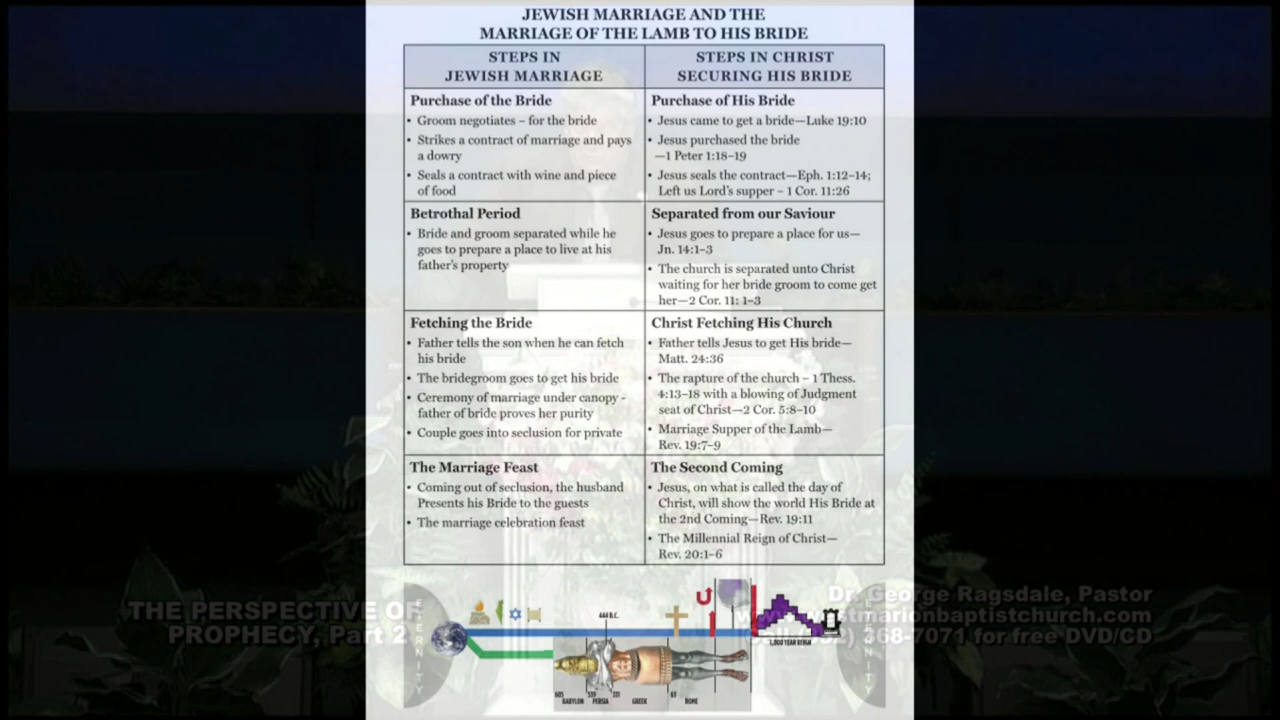 JEWISH MARRIAGE AND THE
MARRIAGE OF THE LAMB TO HIS BRIDE
STEPS IN
JEWISH MARRIAGE
STEPS IN CHRIST
SECURING HIS BRIDE
Purchase of the Bride
• Groom negotiates – for the bride
• Strikes a contract of marriage and pays
a dowry
• Seals a contract with wine and piece
of food
Purchase of His Bride
• Jesus came to get a bride—Luke 19:10
• Jesus purchased the bride
—1 Peter 1:18–19
• Jesus seals the contract—Eph. 1:12–14;
Left us Lord's supper – 1 Cor. 11:26
Betrothal Period
• Bride and groom separated while he
goes to prepare a place to live at his
father's property
Separated from our Saviour
• Jesus goes to prepare a place for us—
Jn. 14:1–3
• The church is separated unto Christ
waiting for her bride groom to come get
her—2 Cor. 11: 1–3
Fetching the Bride
• Father tells the son when he can fetch
his bride
• The bridegroom goes to get his bride
• Ceremony of marriage under canopy -
father of bride proves her purity
• Couple goes into seclusion for private
Christ Fetching His Church
• Father tells Jesus to get His bride—
Matt. 24:36
• The rapture of the church – 1 Thess.
4:13–18 with a blowing of Judgment
seat of Christ—2 Cor. 5:8–10
• Marriage Supper of the Lamb—
Rev. 19:7–9
The Marriage Feast
• Coming out of seclusion, the husband
Presents his Bride to the guests
• The marriage celebration feast
The Second Coming
• Jesus, on what is called the day of
Christ, will show the world His Bride at
the 2nd Coming—Rev. 19:11
• The Millennial Reign of Christ—
Rev. 20:1–6
THE PERSPECTIVE OF
PROPHECY, Part 2
Dr. George Ragsdale, Pastor
7071 for free DVD/CD
444 B.C.
1,000 YEAR REIGN
605 539 331 63
BABYLON PERSIA GREEK ROME